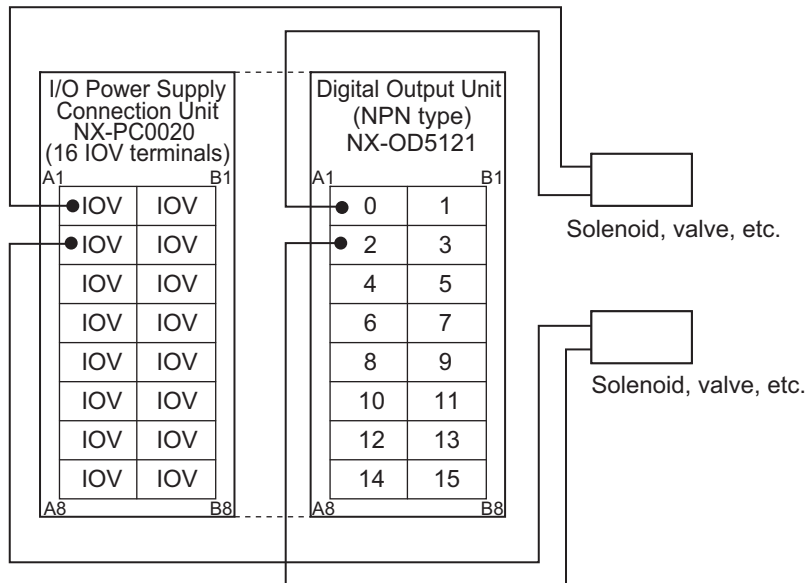 I/O Power Supply
Connection Unit
NX-PC0020
(16 IOV terminals)
A1 B1
IOV IOV
IOV IOV
IOV IOV
IOV IOV
IOV IOV
IOV IOV
IOV IOV
IOV IOV
A8 B8
Digital Output Unit
(NPN type)
NX-OD5121
A1 B1
0 1
2 3
4 5
6 7
8 9
10 11
12 13
14 15
A8 B8
Solenoid, valve, etc.
Solenoid, valve, etc.